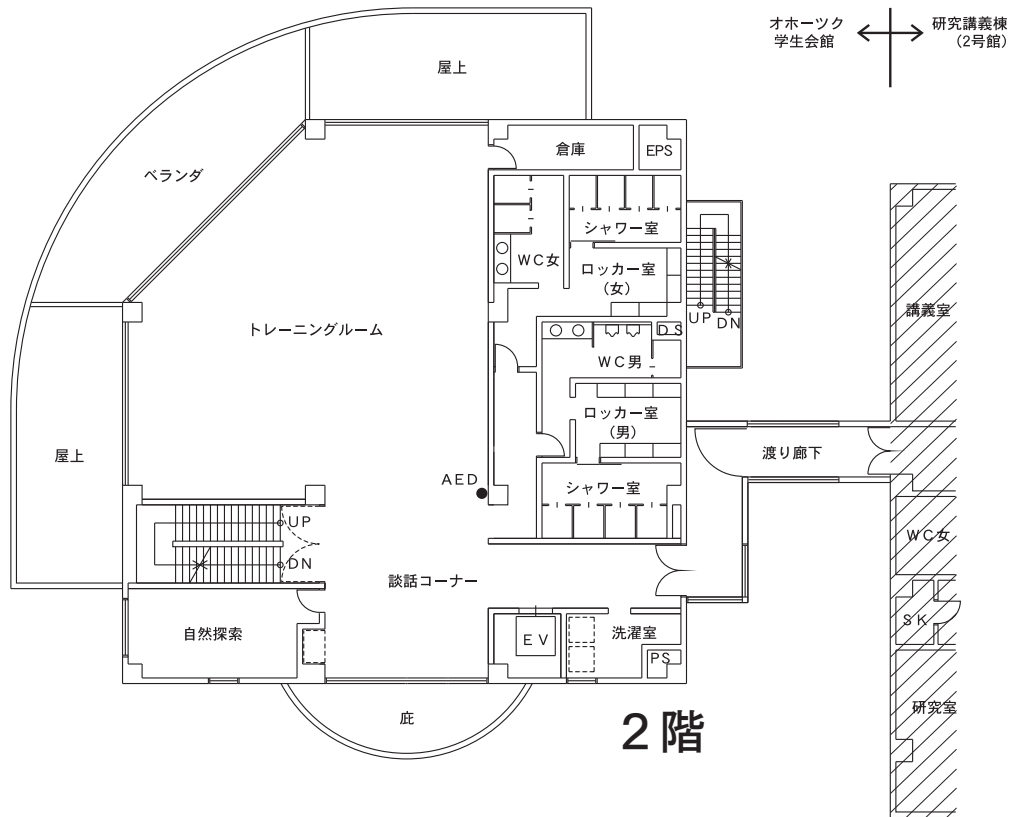 オホーツク
学生会館
研究講義棟
(2号館)
屋上
倉庫
EPS
ベランダ
シャワー室
WC女
ロッカー室
(女)
トレーニングルーム
UP
DN
DS
講義室
WC男
ロッカー室
(男)
屋上
渡り廊下
AED
シャワー室
UP
WC女
DN
談話コーナー
自然探索
EV
洗濯室
SK
PS
研究室
庇
2階